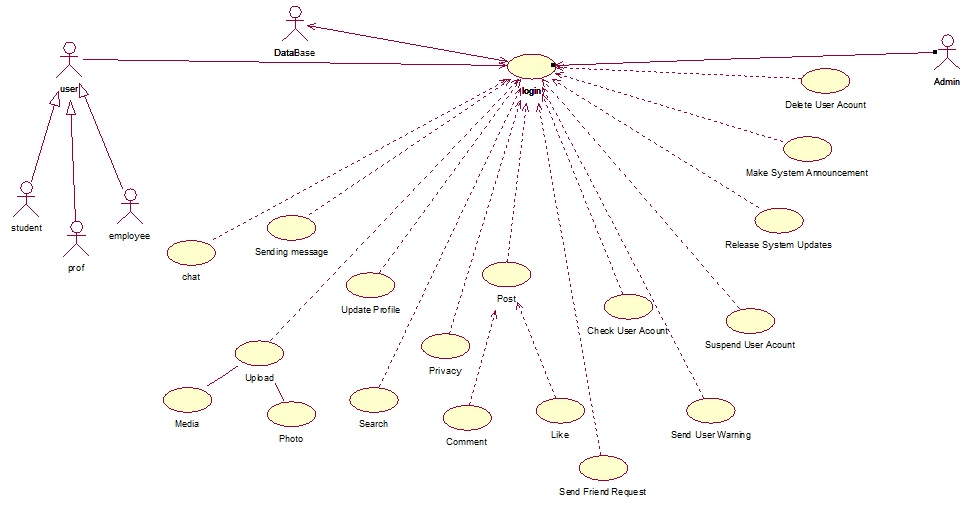 DataBase
user
login
Admin
Delete User Acount
Make System Announcement
student
employee
prof
chat
Sending message
Release System Updates
Update Profile
Post
Check User Acount
Suspend User Acount
Upload
Privacy
Media
Photo
Search
Comment
Like
Send User Warning
Send Friend Request